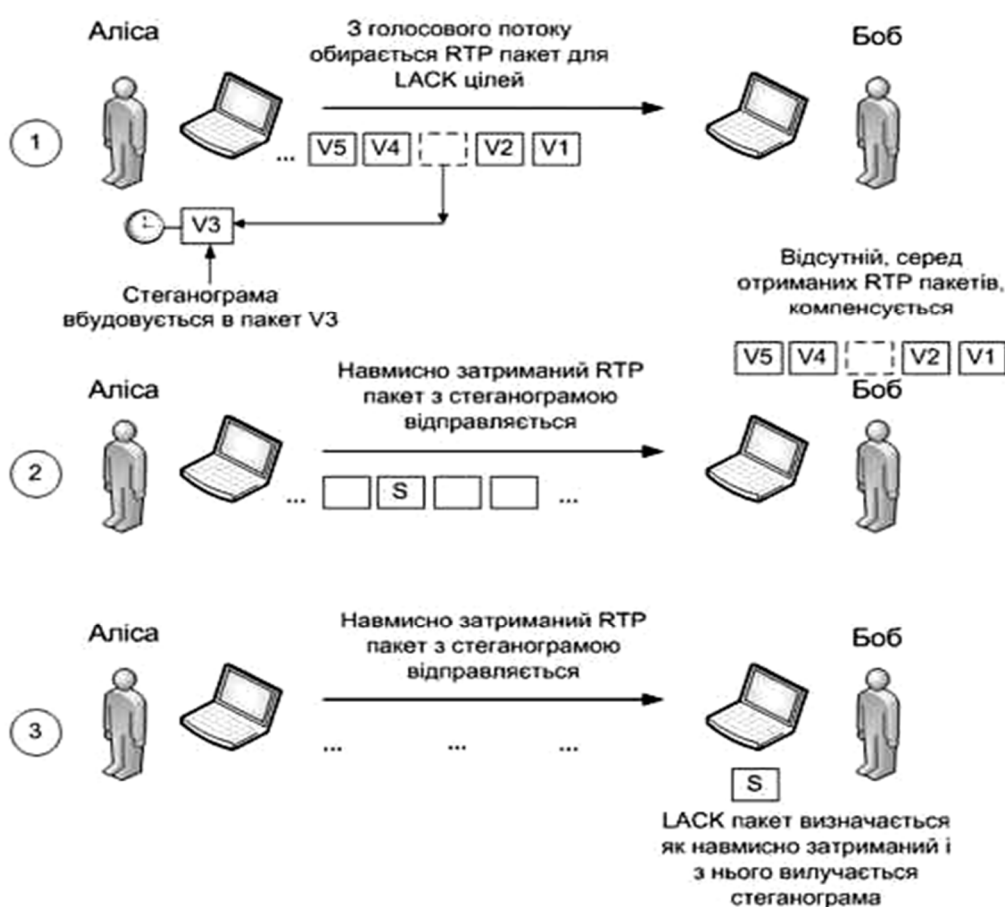 Аліса
З голосового потоку
обирається RTP пакет для
LACK цілей
Боб
1
... V5 V4 V2 V1
V3
Стеганограма
вбудовується в пакет V3
Відсутній, серед
отриманих RTP пакетів,
компенсується
V5 V4 V2 V1
Аліса
Навмисно затриманий RTP
пакет з стеганограмою
відправляється
Боб
2
... S ...
Аліса
Навмисно затриманий RTP
пакет з стеганограмою
відправляється
Боб
3
... ... ...
S
LACK пакет визначається
як навмисно затриманий і
з нього вилучається
стеганограма